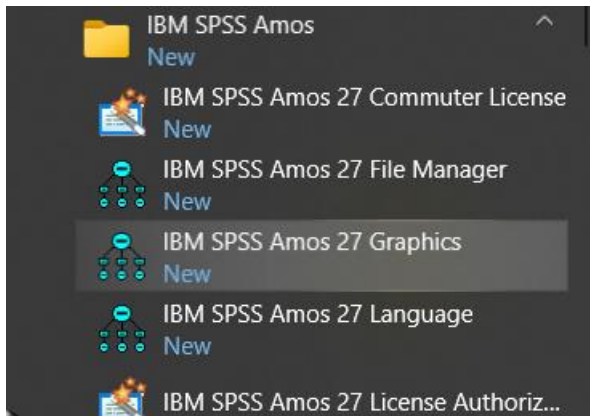 IBM SPSS Amos
New
IBM SPSS Amos 27 Commuter License
New
IBM SPSS Amos 27 File Manager
New
IBM SPSS Amos 27 Graphics
New
IBM SPSS Amos 27 Language
New
IBM SPSS Amos 27 License Authoriz...